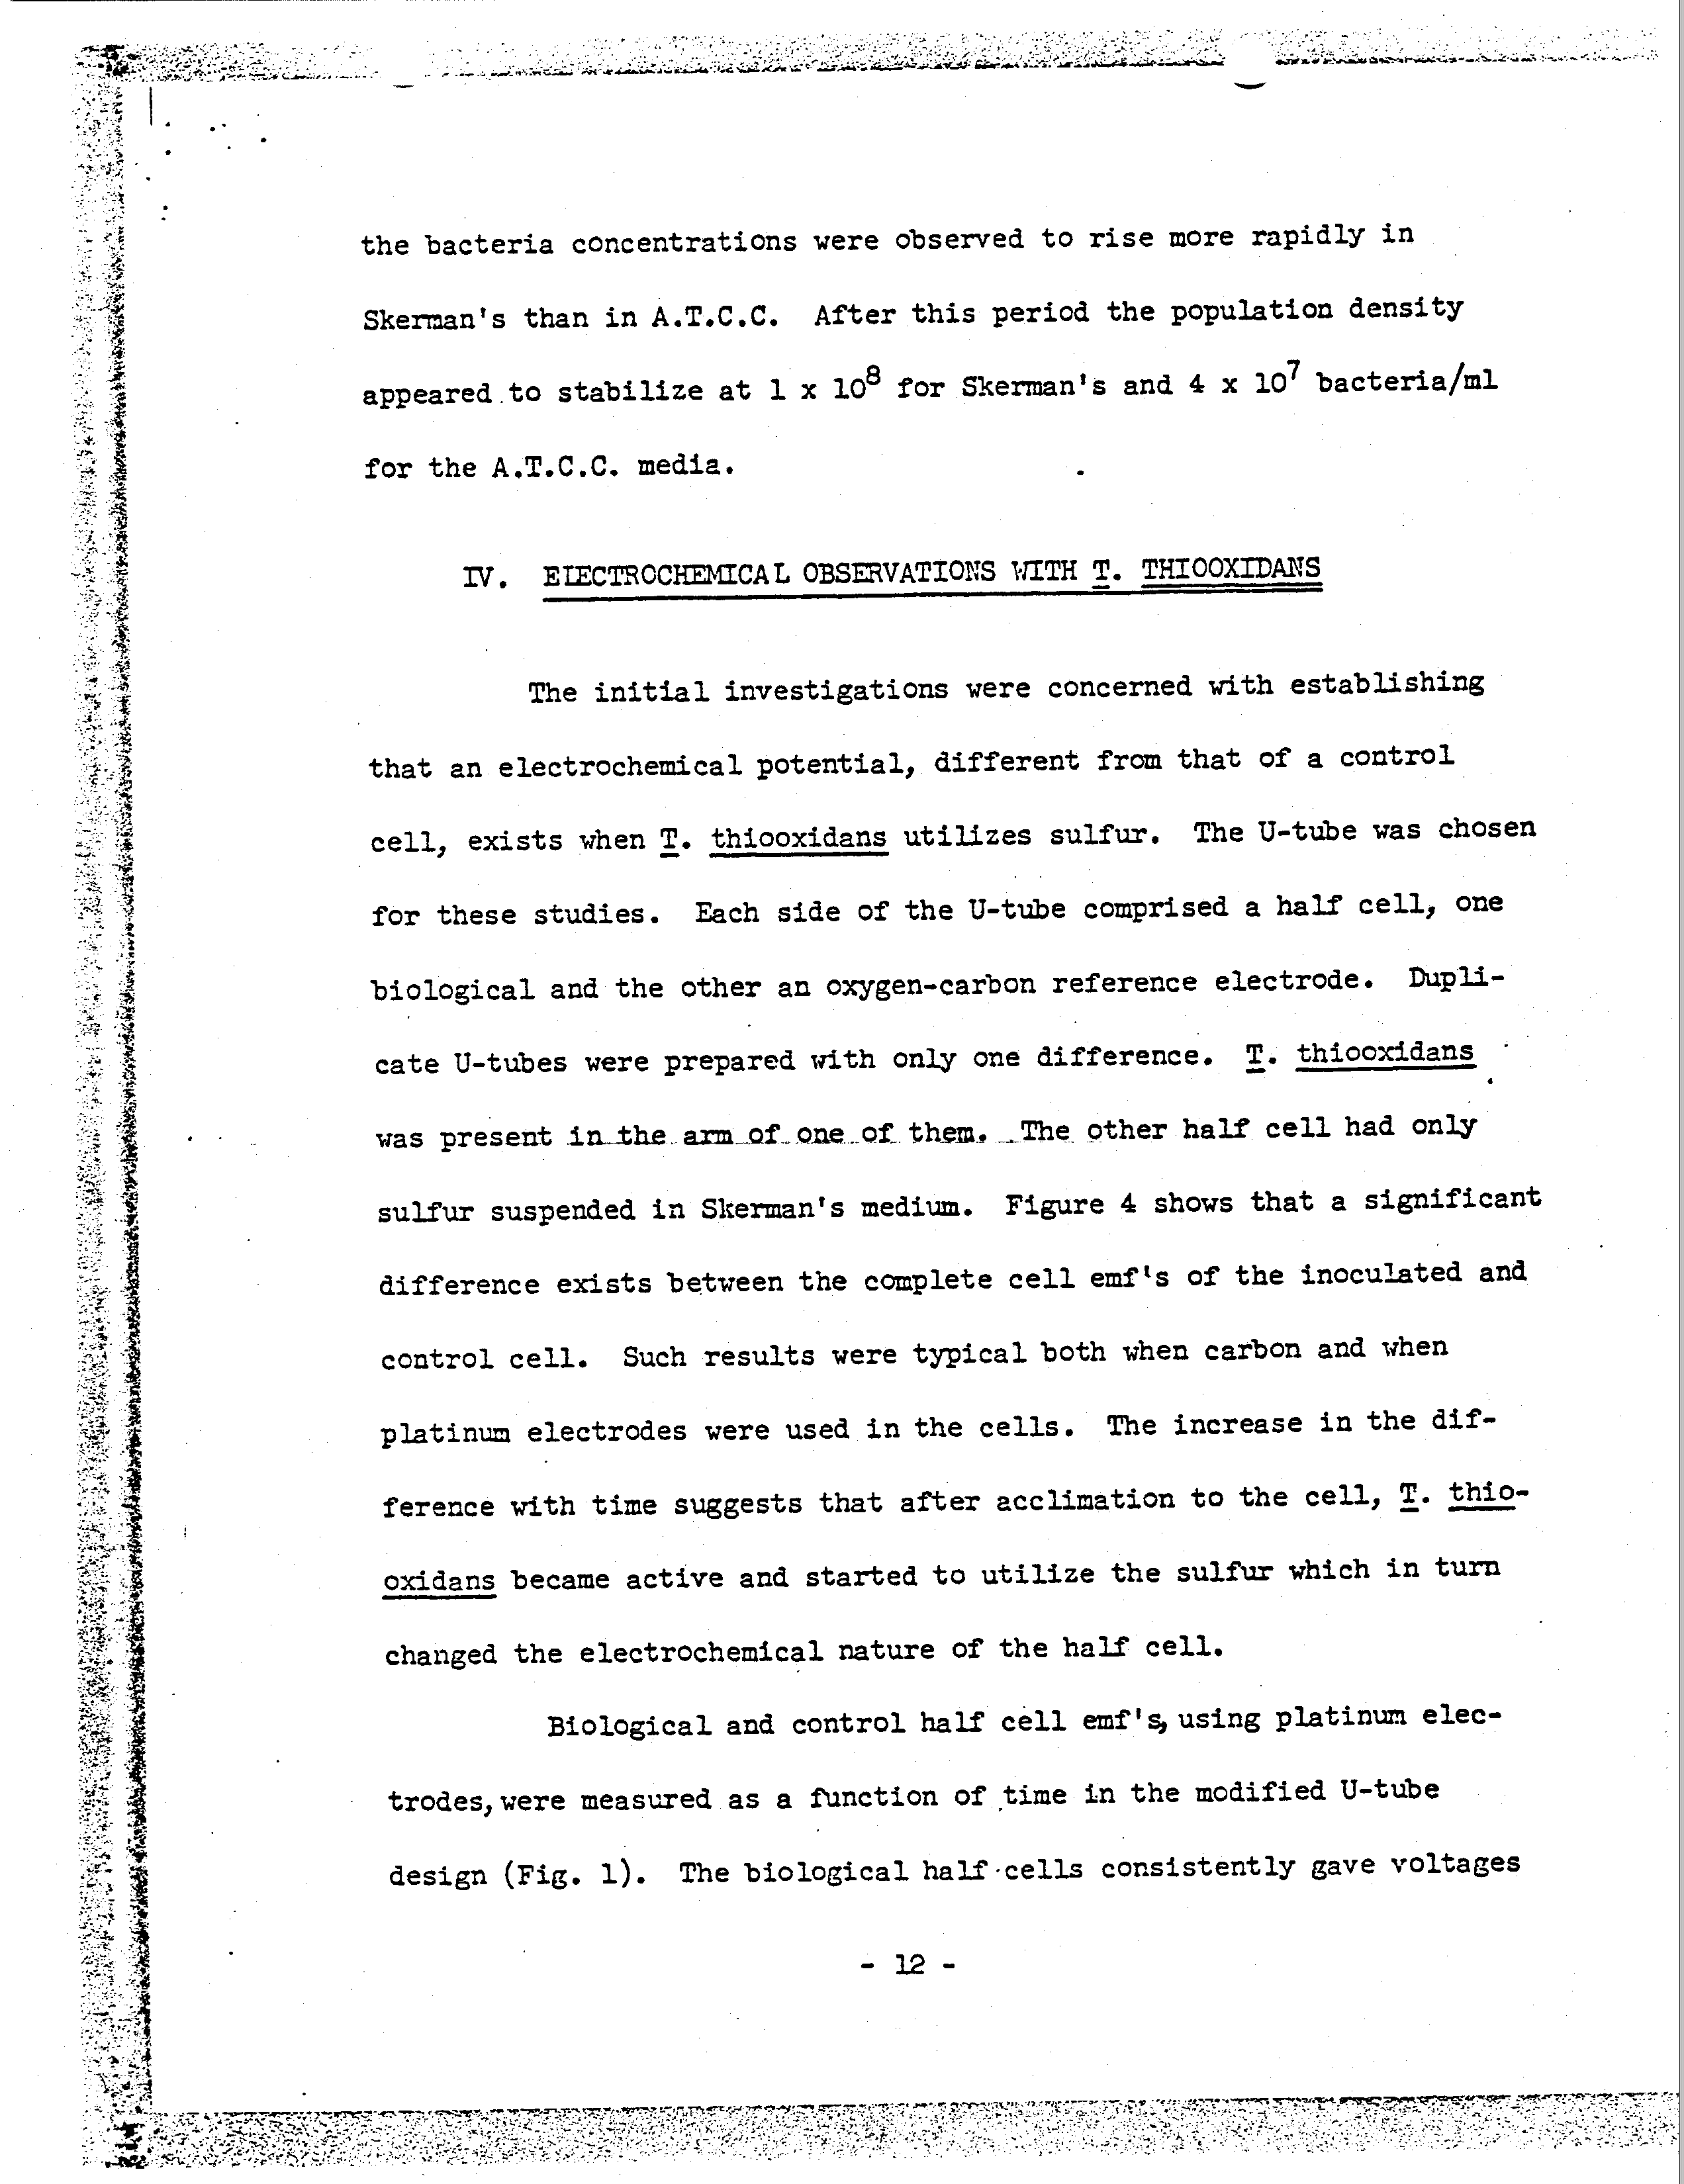 the bacteria concentrations were observed to rise more rapidly in
Skerman's than in A.T.C.C. After this period the population density
appeared to stabilize at 1 x 10⁸ for Skerman's and 4 x 10⁷ bacteria/ml
for the A.T.C.C. media.
IV. ELECTROCHEMICAL OBSERVATIONS WITH T. THIOOXIDANS
The initial investigations were concerned with establishing
that an electrochemical potential, different from that of a control
cell, exists when T. thiooxidans utilizes sulfur. The U-tube was chosen
for these studies. Each side of the U-tube comprised a half cell, one
biological and the other an oxygen-carbon reference electrode. Dupli-
cate U-tubes were prepared with only one difference. T. thiooxidans
was present in the arm of one of them. The other half cell had only
sulfur suspended in Skerman's medium. Figure 4 shows that a significant
difference exists between the complete cell emf's of the inoculated and
control cell. Such results were typical both when carbon and when
platinum electrodes were used in the cells. The increase in the dif-
ference with time suggests that after acclimation to the cell, T. thio-
oxidans became active and started to utilize the sulfur which in turn
changed the electrochemical nature of the half cell.
Biological and control half cell emf's, using platinum elec-
trodes, were measured as a function of time in the modified U-tube
design (Fig. 1). The biological half cells consistently gave voltages
- 12 -